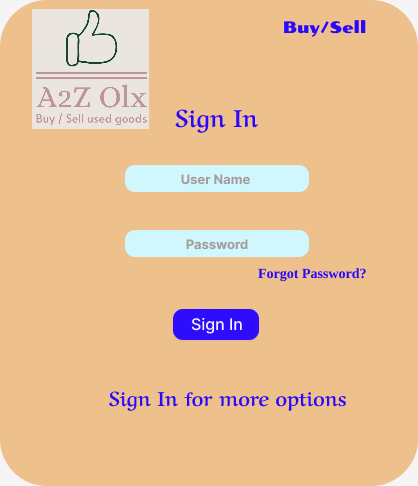 Buy/Sell
A2Z Olx
Buy / Sell used goods
Sign In
User Name
Password
Forgot Password?
Sign In
Sign In for more options